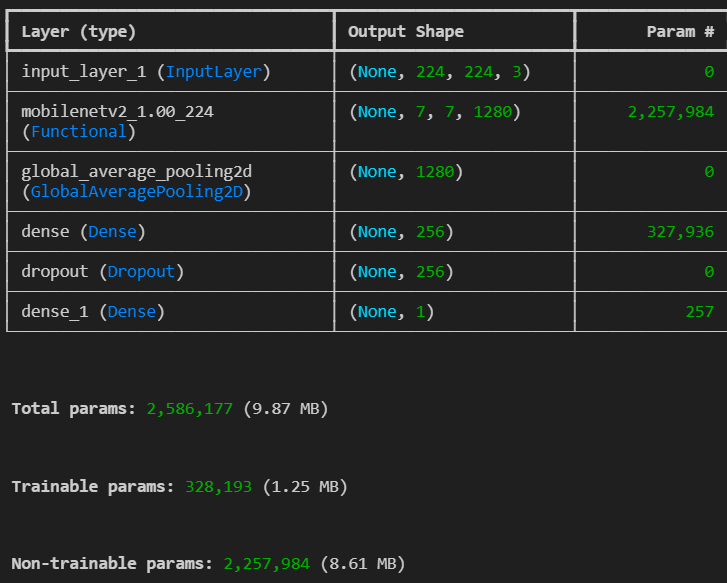 Layer (type) Output Shape Param #
input_layer_1 (InputLayer) (None, 224, 224, 3) 0
mobilenetv2_1.00_224 (None, 7, 7, 1280) 2,257,984
(Functional)
global_average_pooling2d (None, 1280) 0
(GlobalAveragePooling2D)
dense (Dense) (None, 256) 327,936
dropout (Dropout) (None, 256) 0
dense_1 (Dense) (None, 1) 257
Total params: 2,586,177 (9.87 MB)
Trainable params: 328,193 (1.25 MB)
Non-trainable params: 2,257,984 (8.61 MB)